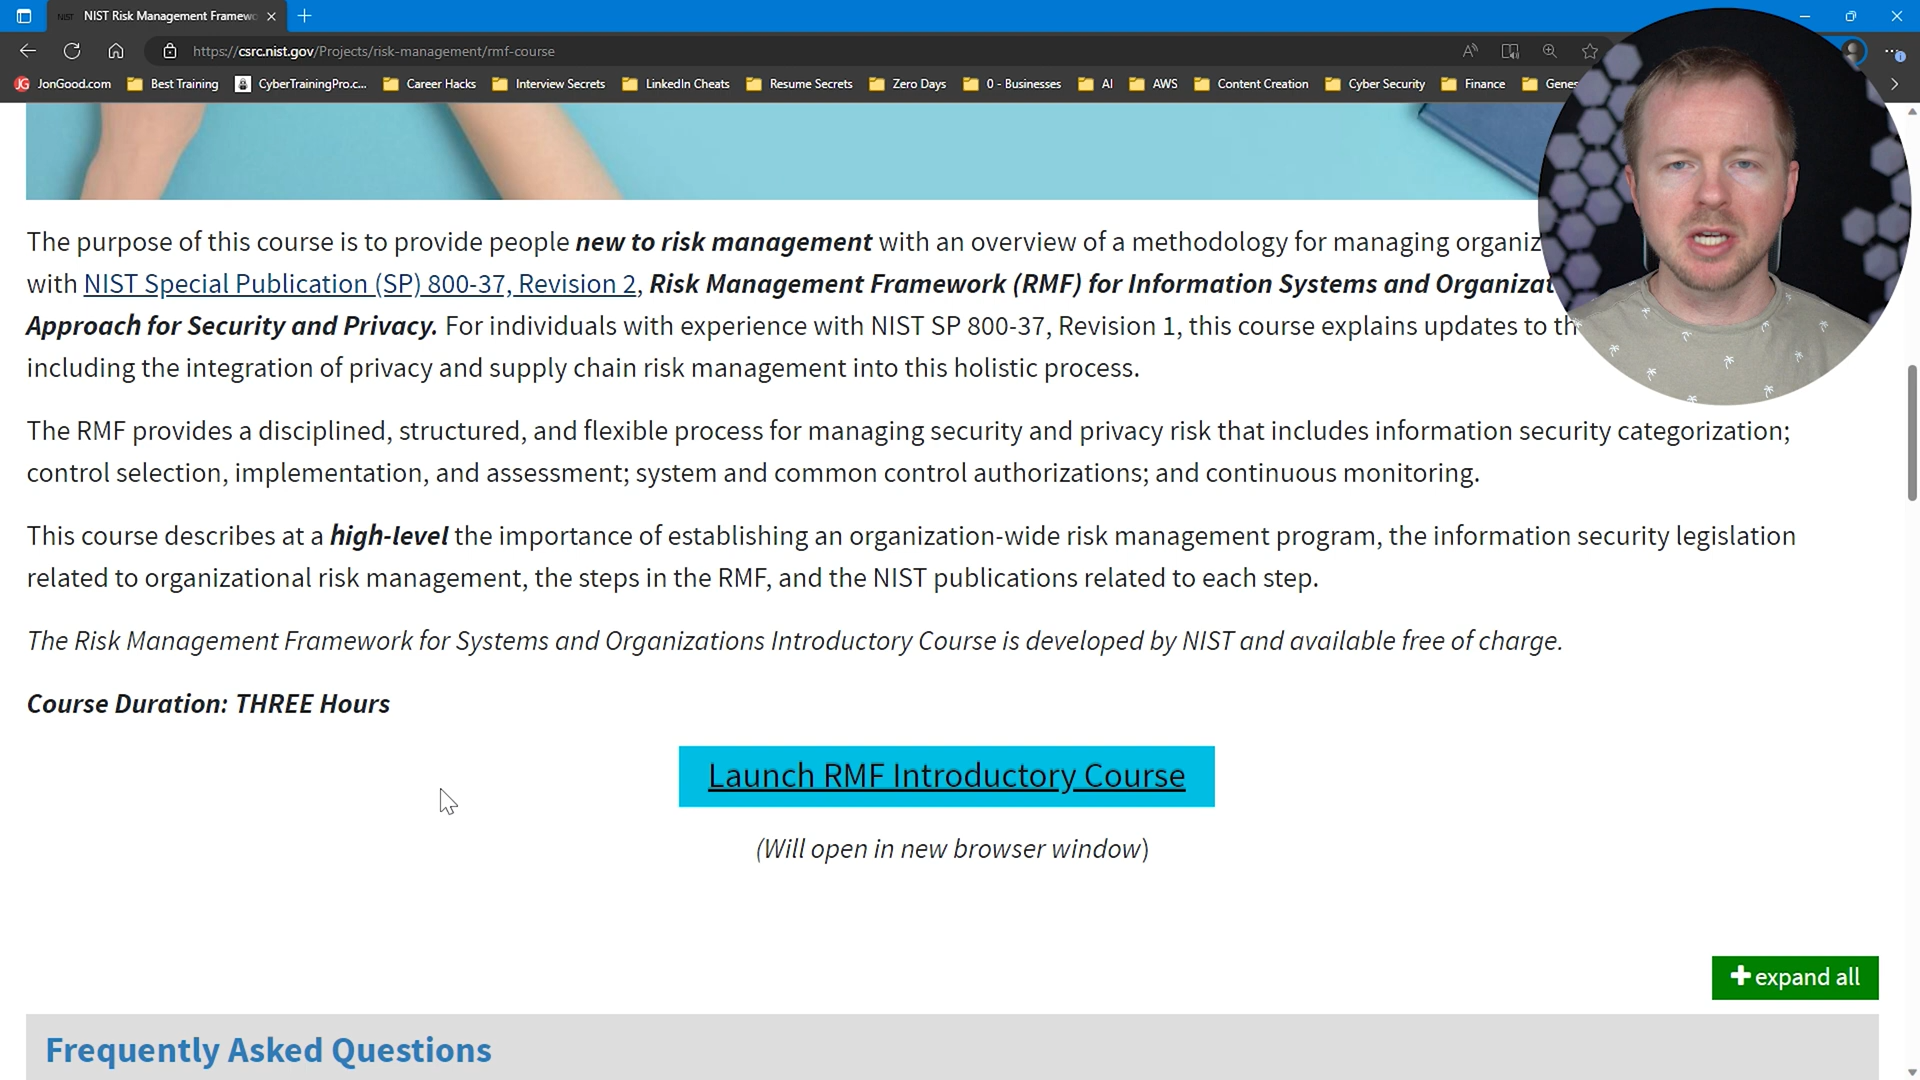 NIST Risk Management Framewo
https://csrc.nist.gov/Projects/risk-management/rmf-course
JonGood.com Best Training CyberTrainingPro.c... Career Hacks Interview Secrets LinkedIn Cheats Resume Secrets Zero Days 0 - Businesses AI AWS Content Creation Cyber Security Finance Gene
The purpose of this course is to provide people new to risk management with an overview of a methodology for managing organiz
with NIST Special Publication (SP) 800-37, Revision 2, Risk Management Framework (RMF) for Information Systems and Organizat
Approach for Security and Privacy. For individuals with experience with NIST SP 800-37, Revision 1, this course explains updates to th
including the integration of privacy and supply chain risk management into this holistic process.
The RMF provides a disciplined, structured, and flexible process for managing security and privacy risk that includes information security categorization;
control selection, implementation, and assessment; system and common control authorizations; and continuous monitoring.
This course describes at a high-level the importance of establishing an organization-wide risk management program, the information security legislation
related to organizational risk management, the steps in the RMF, and the NIST publications related to each step.
The Risk Management Framework for Systems and Organizations Introductory Course is developed by NIST and available free of charge.
Course Duration: THREE Hours
Launch RMF Introductory Course
(Will open in new browser window)
expand all
Frequently Asked Questions